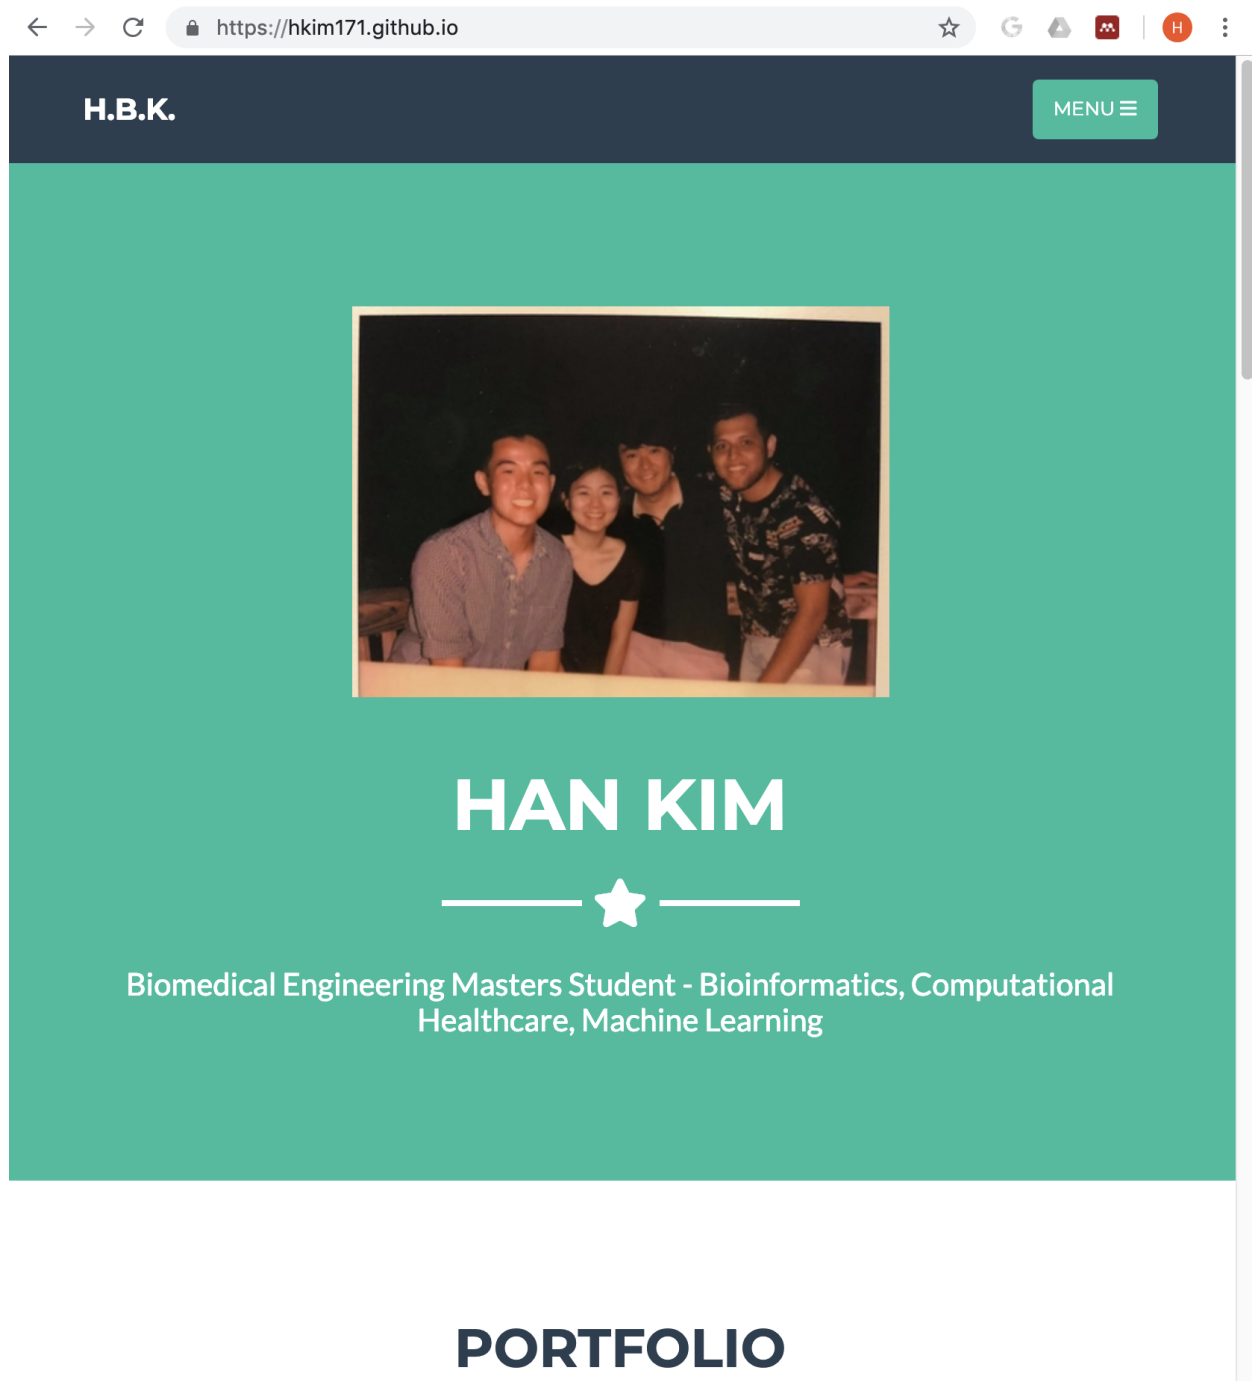 https://hkim171.github.io
H
H.B.K.
MENU
HAN KIM
Biomedical Engineering Masters Student - Bioinformatics, Computational
Healthcare, Machine Learning
PORTFOLIO